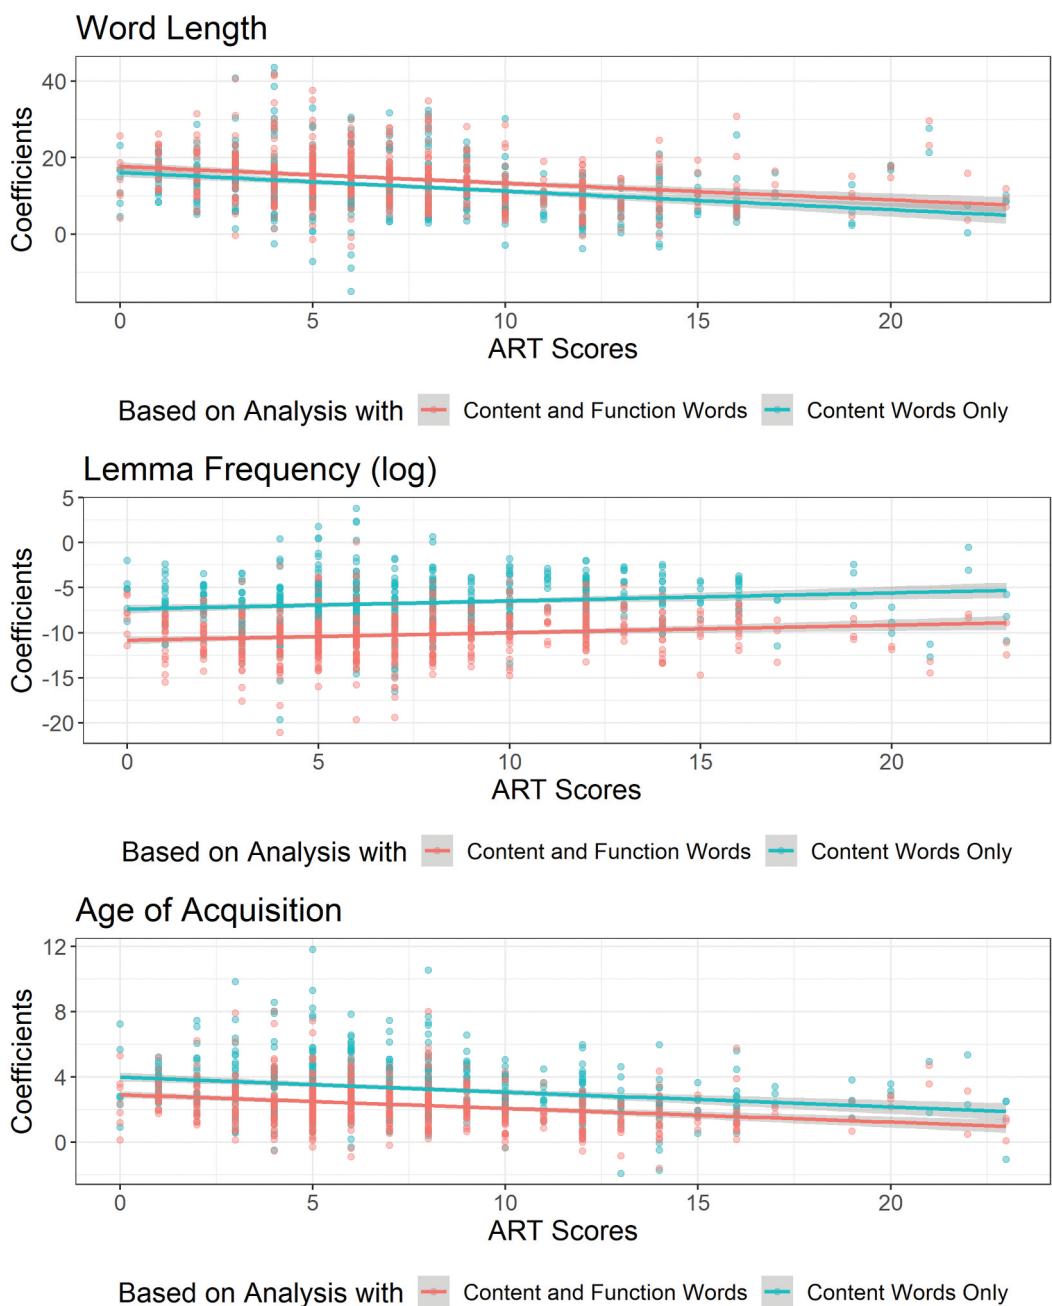 Word Length
Coefficients
40
20
0
0 5 10 15 20
ART Scores
Based on Analysis with Content and Function Words Content Words Only
Lemma Frequency (log)
Coefficients
5
0
-5
-10
-15
-20
0 5 10 15 20
ART Scores
Based on Analysis with Content and Function Words Content Words Only
Age of Acquisition
Coefficients
12
8
4
0
0 5 10 15 20
ART Scores
Based on Analysis with Content and Function Words Content Words Only